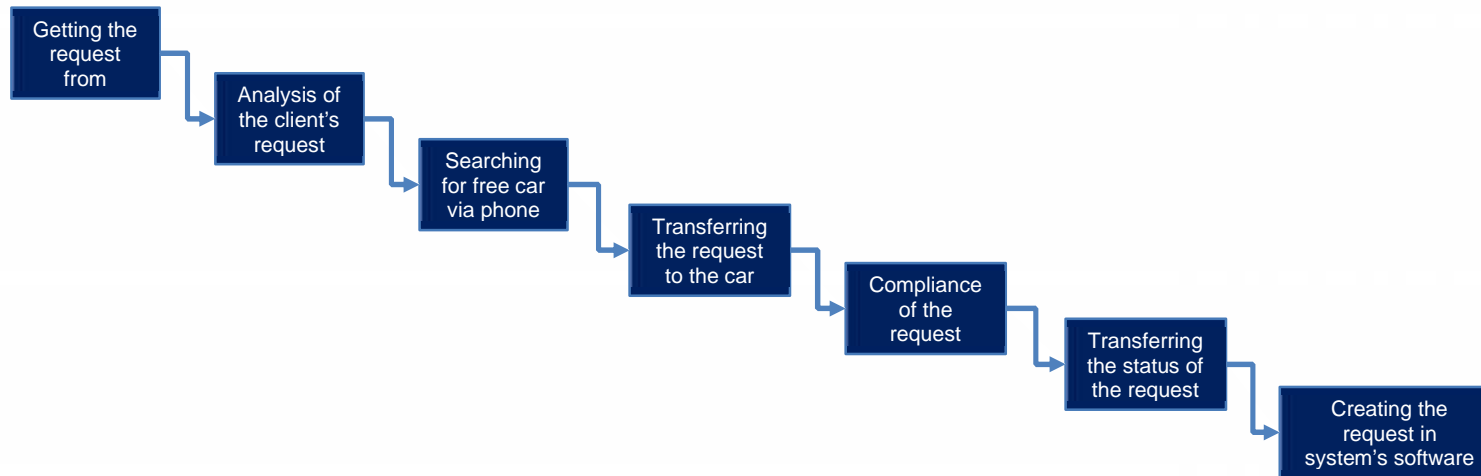 Getting the
request
from
Analysis of
the client’s
request
Searching
for free car
via phone
Transferring
the request
to the car
Compliance
of the
request
Transferring
the status of
the request
Creating the
request in
system’s software